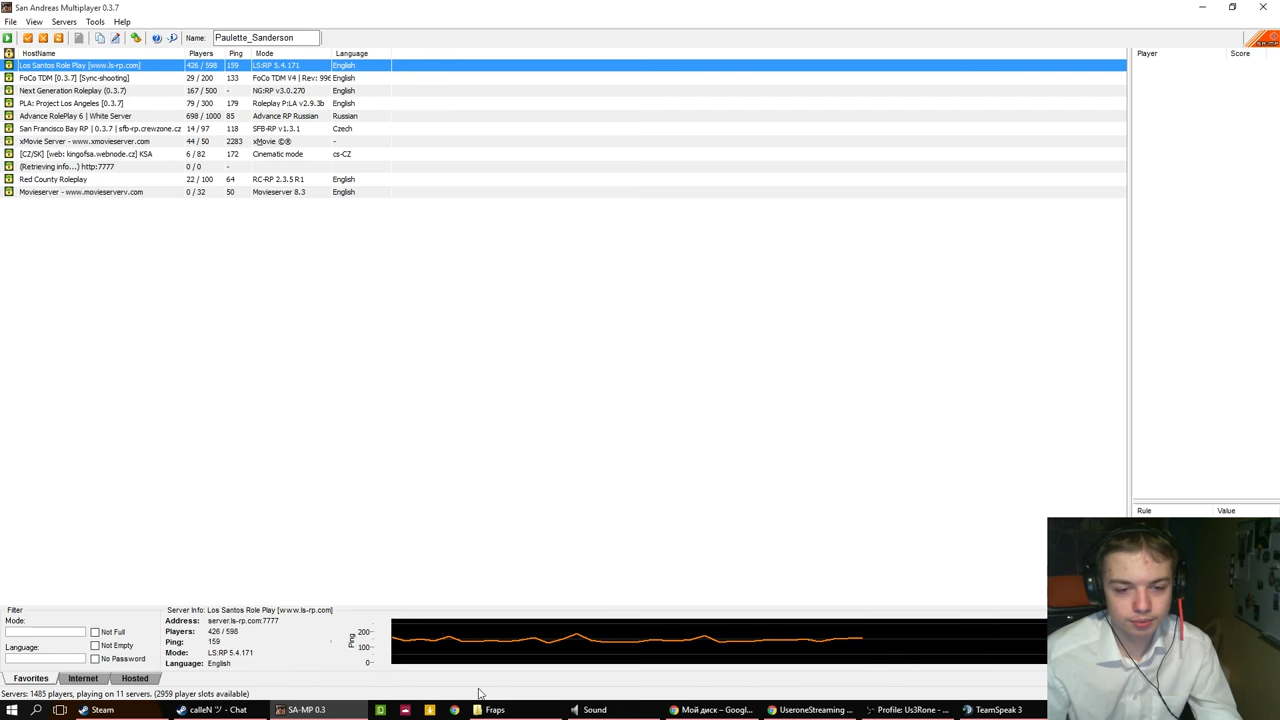 San Andreas Multiplayer 0.3.7
File View Servers Tools Help
Name: Paulette_Sanderson
HostName Players Ping Mode Language
Los Santos Role Play [www.ls-rp.com] 426 / 598 159 LS:RP 5.4.171 English
FoCo TDM [0.3.7] [Sync-shooting] 29 / 200 133 FoCo TDM V4 | Rev: 996 English
Next Generation Roleplay (0.3.7) 167 / 500 - NG:RP v3.0.270 English
PLA: Project Los Angeles [0.3.7] 79 / 300 179 Roleplay P:LA v2.9.3b English
Advance RolePlay 6 | White Server 698 / 1000 85 Advance RP Russian Russian
San Francisco Bay RP | 0.3.7 | sfb-rp.crewzone.cz 14 / 97 118 SFB-RP v1.3.1 Czech
xMovie Server - www.xmovieserver.com 44 / 50 2283 xMovie ©® -
[CZ/SK] [web: kingofsa.webnode.cz] KSA 6 / 82 172 Cinematic mode cs-CZ
(Retrieving info...) http:7777 0 / 0 -
Red County Roleplay 22 / 100 64 RC-RP 2.3.5 R1 English
Movieserver - www.movieserverv.com 0 / 32 50 Movieserver 8.3 English
Player Score
Rule Value
Filter
Mode:
Not Full
Not Empty
Language:
No Password
Server Info: Los Santos Role Play [www.ls-rp.com]
Address: server.ls-rp.com:7777
Players: 426 / 598
Ping: 159
Mode: LS:RP 5.4.171
Language: English
Ping
200
100
0
Favorites Internet Hosted
Servers: 1485 players, playing on 11 servers. (2959 player slots available)
Steam calleN ツ - Chat SA-MP 0.3 Fraps Sound Мой диск – Googl... UseroneStreaming ... Profile: Us3Rone - ... TeamSpeak 3